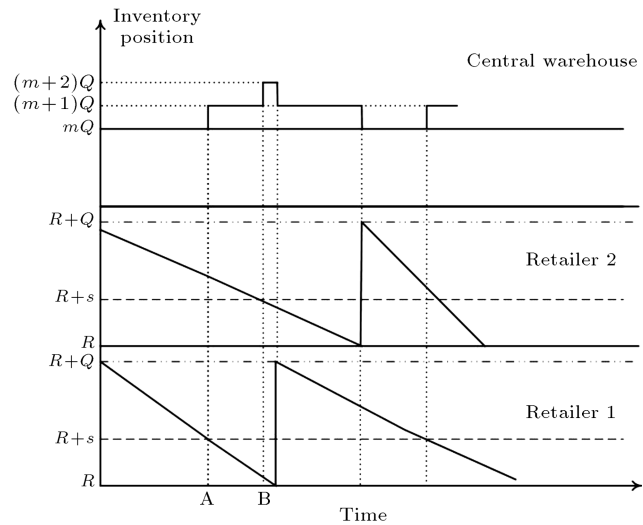 Inventory
position
Central warehouse
(m+2)Q
(m+1)Q
mQ
R+Q
Retailer 2
R+s
R
R+Q
Retailer 1
R+s
R
A B
Time